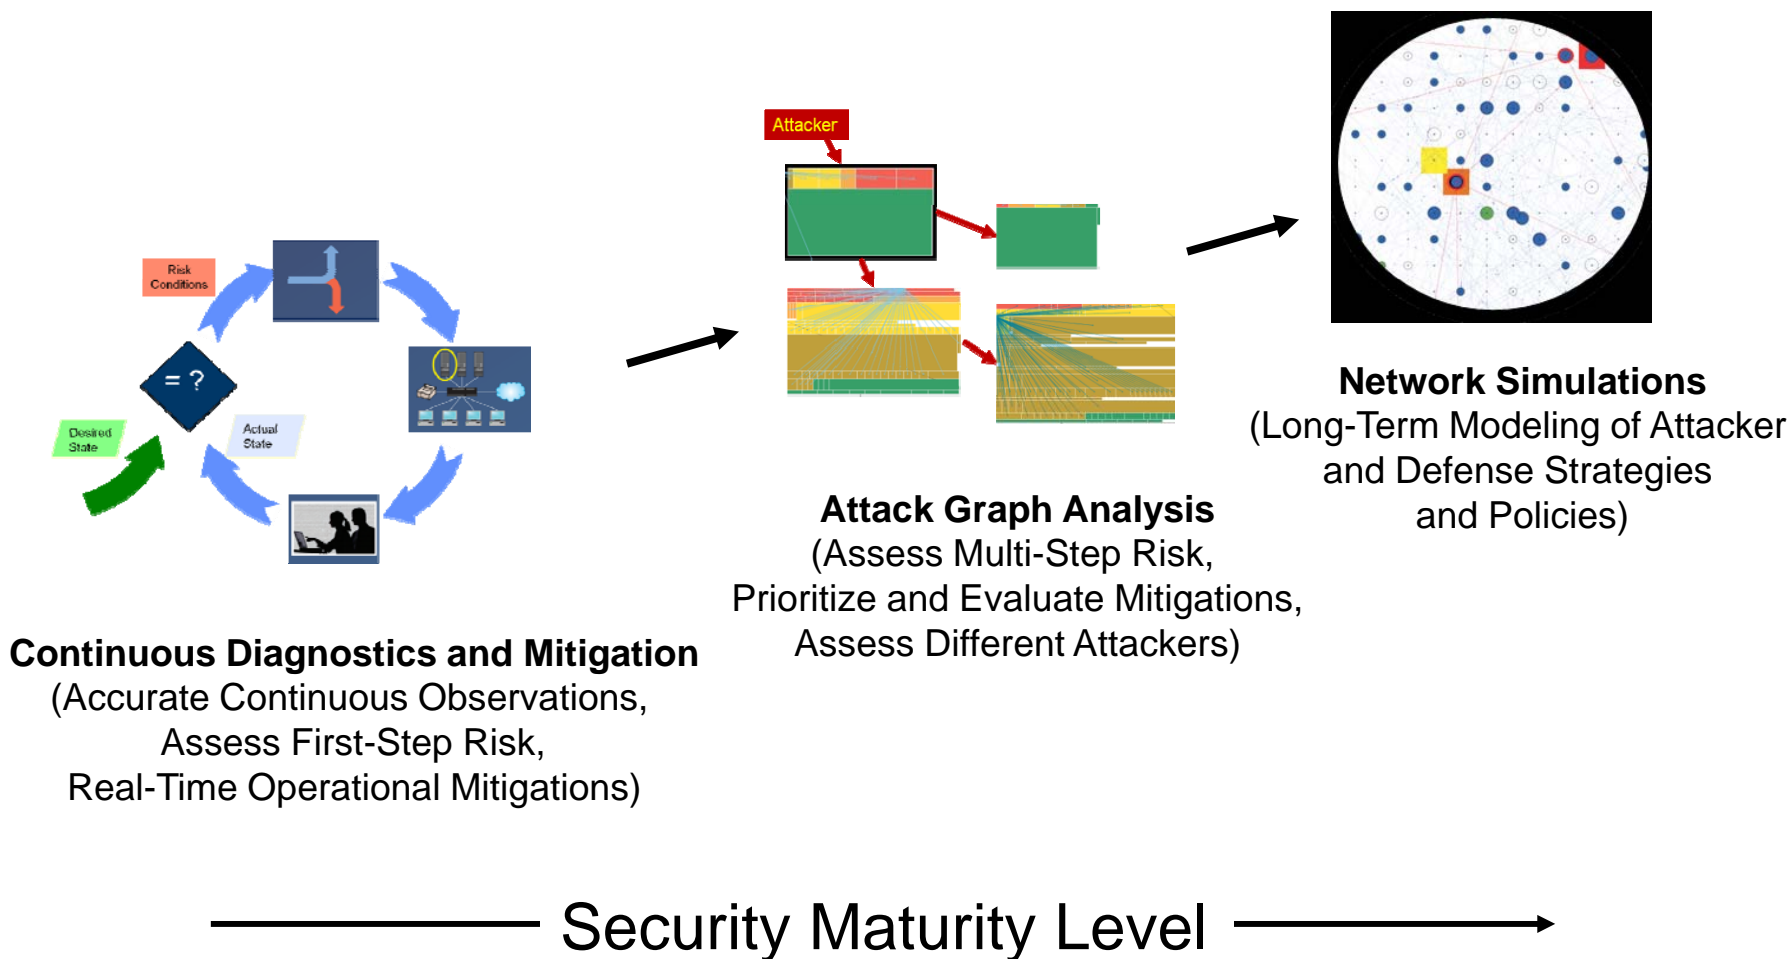 Risk
Conditions
= ?
Desired
State
Actual
State
Continuous Diagnostics and Mitigation
(Accurate Continuous Observations,
Assess First-Step Risk,
Real-Time Operational Mitigations)
Attacker
Attack Graph Analysis
(Assess Multi-Step Risk,
Prioritize and Evaluate Mitigations,
Assess Different Attackers)
Network Simulations
(Long-Term Modeling of Attacker
and Defense Strategies
and Policies)
Security Maturity Level